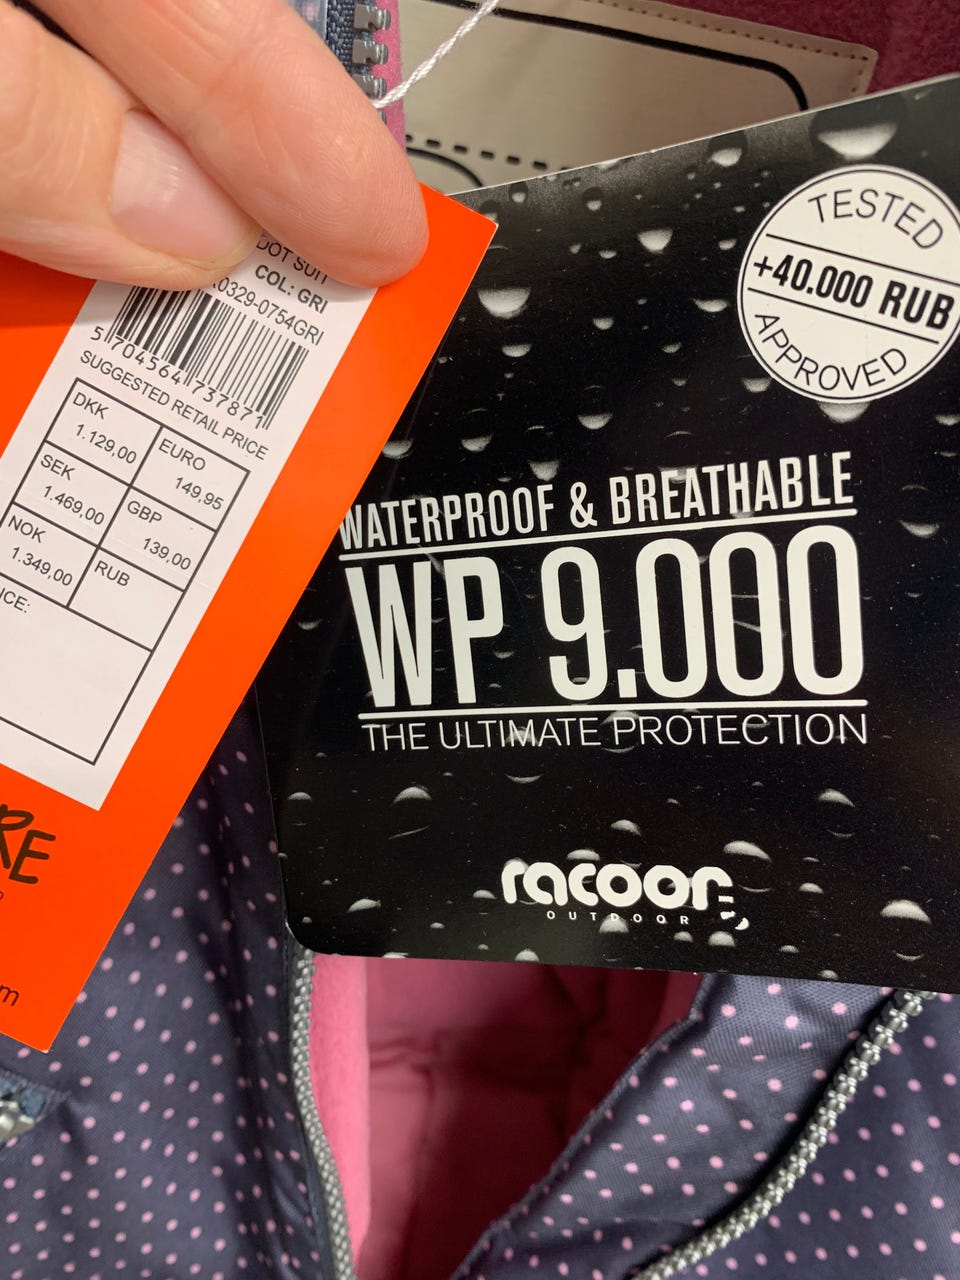 DOT SUIT
COL: GRI
0329-0754GRI
5 704564 737871
SUGGESTED RETAIL PRICE
DKK
1.129,00
EURO
149,95
SEK
1.469,00
GBP
139,00
NOK
1.349,00
RUB
ICE:
RE
m
TESTED
+40.000 RUB
APPROVED
WATERPROOF & BREATHABLE
WP 9.000
THE ULTIMATE PROTECTION
racoon
OUTDOOR